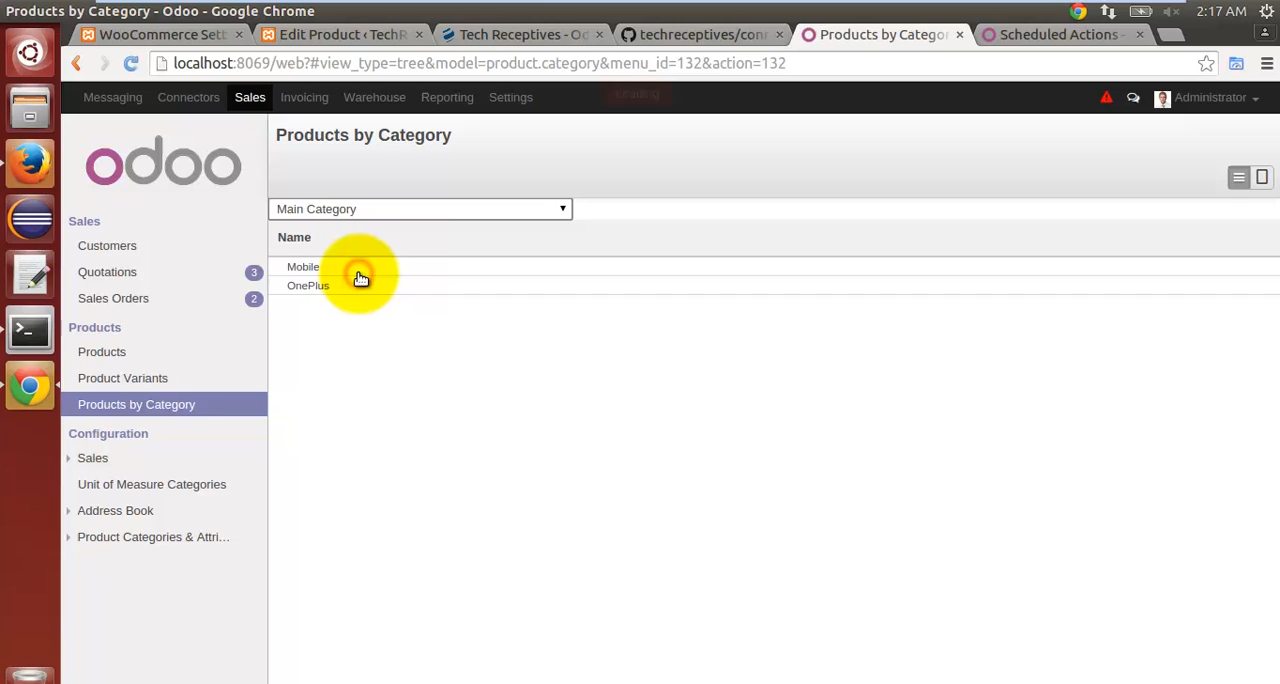 Products by Category - Odoo - Google Chrome
2:17 AM
WooCommerce Sett
Edit Product ‹ TechR
Tech Receptives - Od
techreceptives/conn
Products by Catego
Scheduled Actions -
localhost:8069/web?#view_type=tree&model=product.category&menu_id=132&action=132
Messaging
Connectors
Sales
Invoicing
Warehouse
Reporting
Settings
Loading
Administrator
odoo
Products by Category
Main Category
Name
Mobile
OnePlus
Sales
Customers
Quotations 3
Sales Orders 2
Products
Products
Product Variants
Products by Category
Configuration
Sales
Unit of Measure Categories
Address Book
Product Categories & Attri...